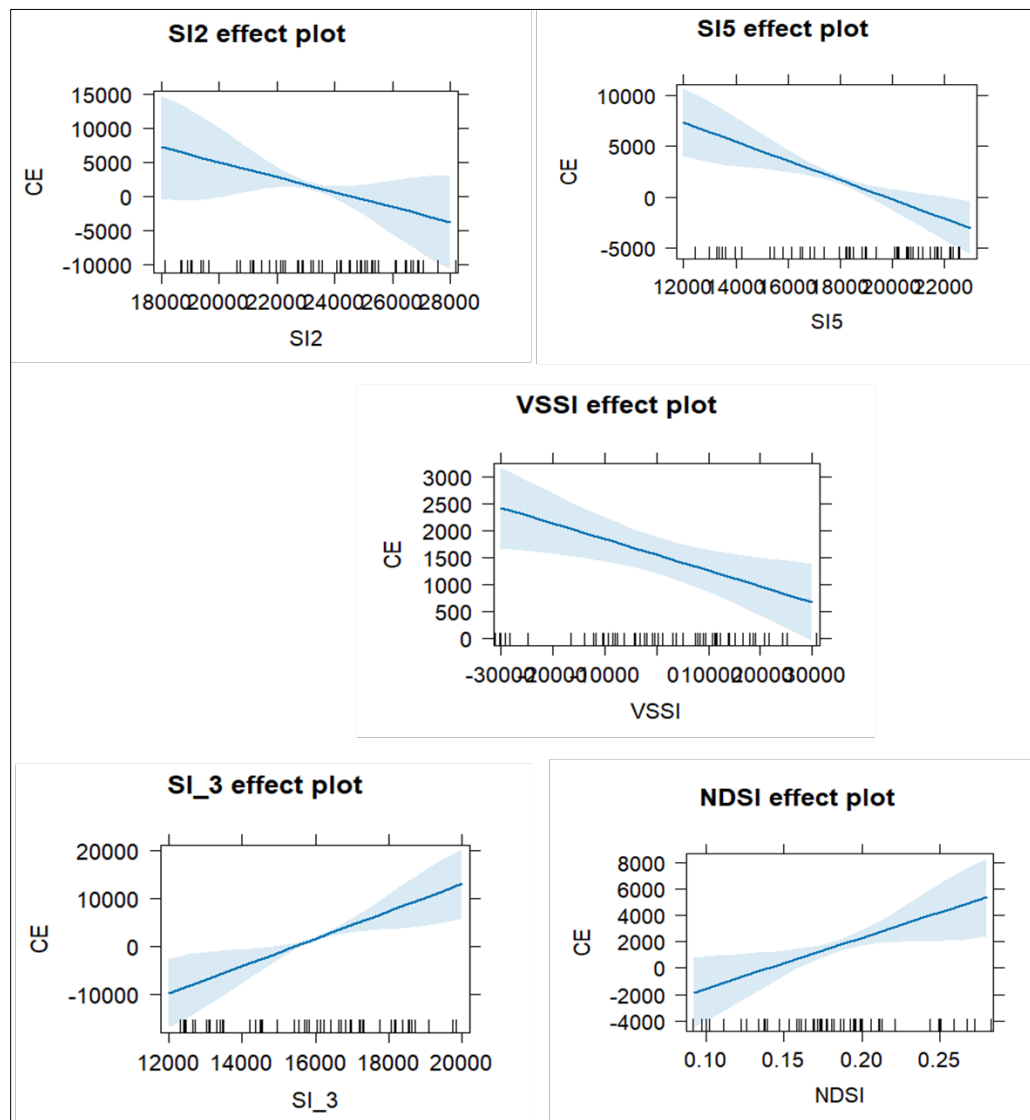 SI2 effect plot
15000
10000
5000
0
-5000
-10000
CE
18000 20000 22000 24000 26000 28000
SI2
SI5 effect plot
10000
5000
0
-5000
CE
12000 14000 16000 18000 20000 22000
SI5
VSSI effect plot
3000
2500
2000
1500
1000
500
0
CE
-30000 -20000 -10000 0 10000 20000 30000
VSSI
SI_3 effect plot
20000
10000
0
-10000
CE
12000 14000 16000 18000 20000
SI_3
NDSI effect plot
8000
6000
4000
2000
0
-2000
-4000
CE
0.10 0.15 0.20 0.25
NDSI